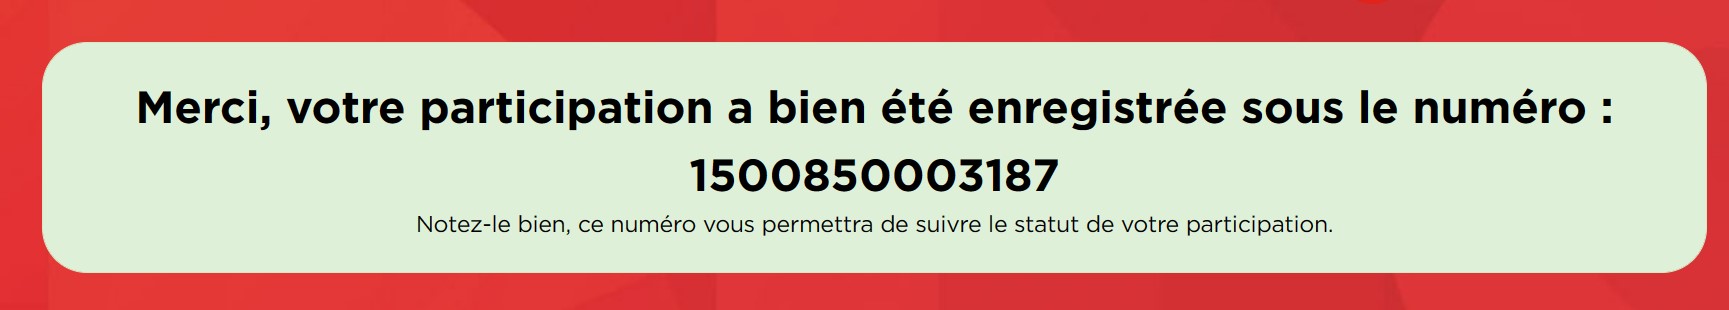 Merci, votre participation a bien été enregistrée sous le numéro :
1500850003187
Notez-le bien, ce numéro vous permettra de suivre le statut de votre participation.